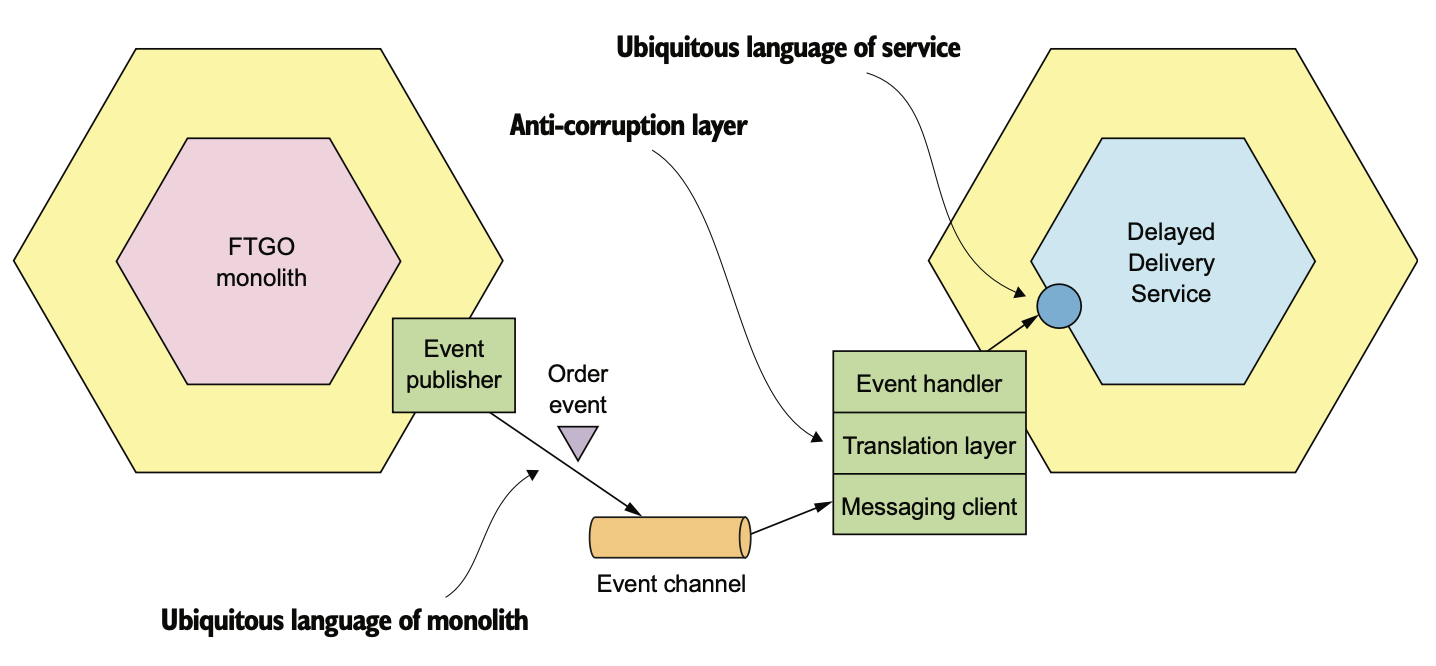 Ubiquitous language of service
Anti-corruption layer
FTGO
monolith
Delayed
Delivery
Service
Event
publisher
Order
event
Event handler
Translation layer
Messaging client
Event channel
Ubiquitous language of monolith